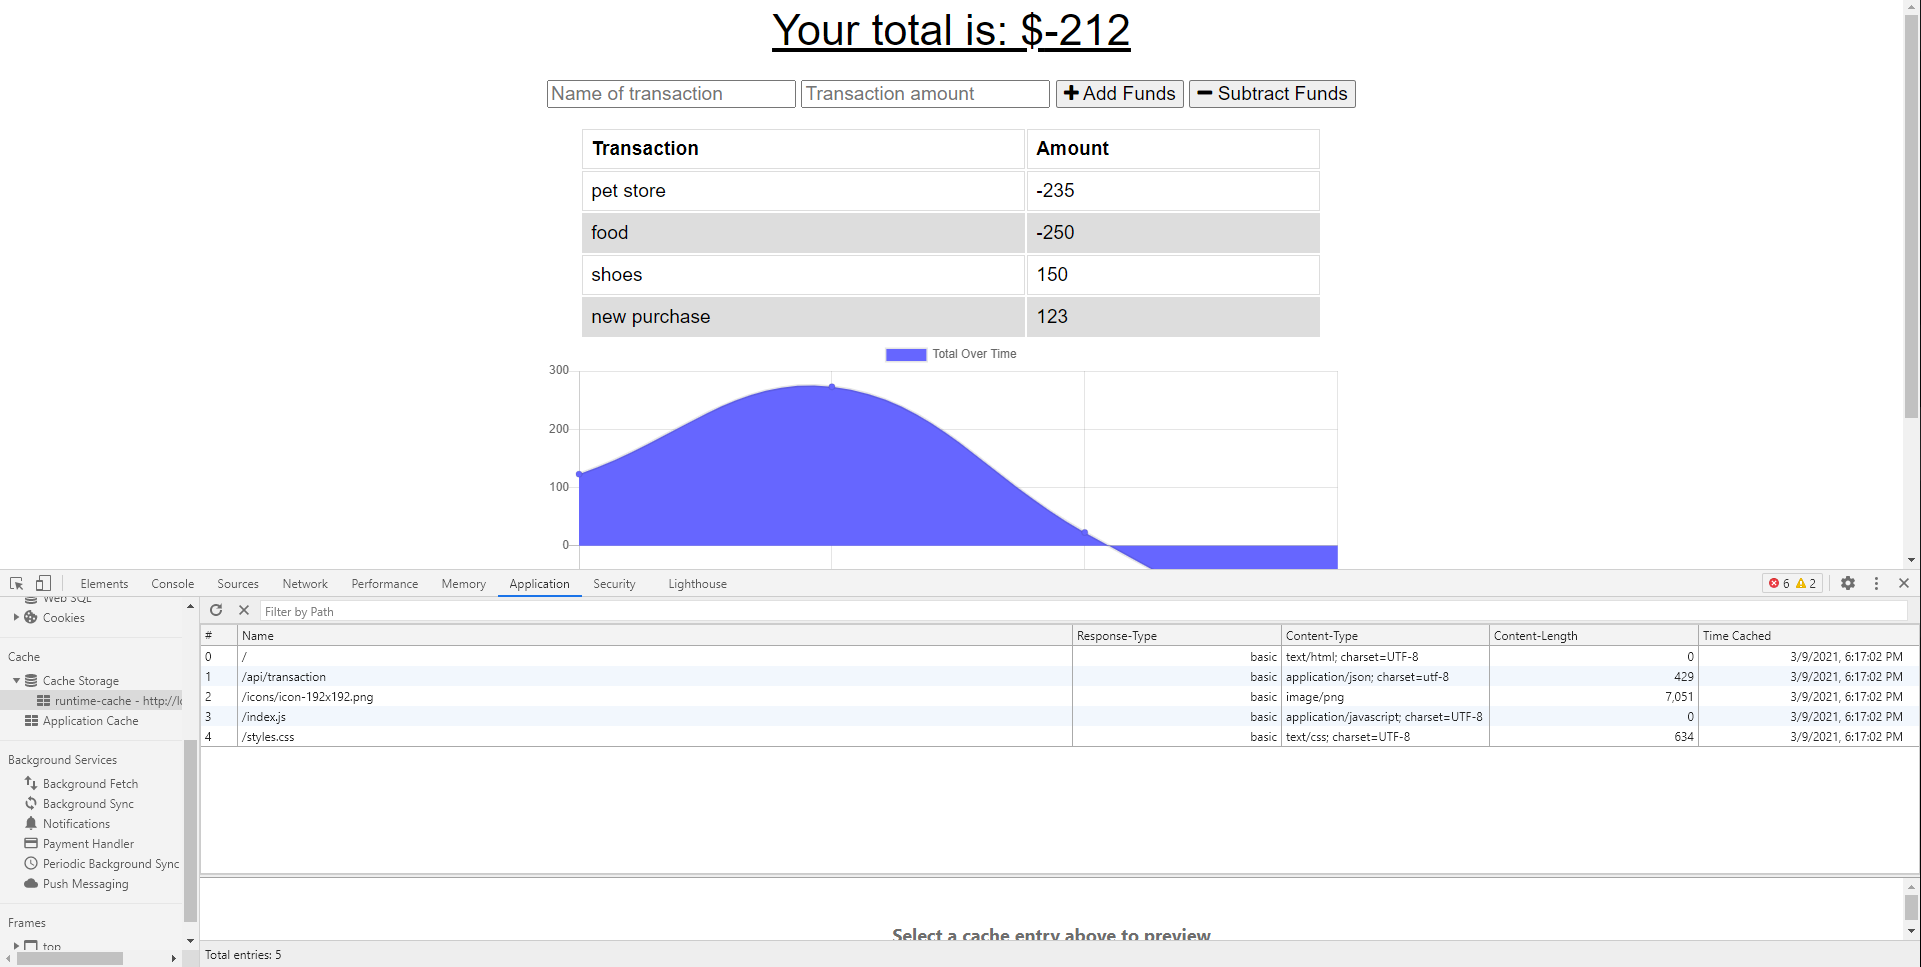 Your total is: $-212
Name of transaction Transaction amount Add Funds Subtract Funds
Transaction Amount
pet store -235
food -250
shoes 150
new purchase 123
Total Over Time
300
200
100
0
Elements Console Sources Network Performance Memory Application Security Lighthouse 6 2
Web SQL
Cookies
Cache
Cache Storage
runtime-cache - http://lo
Application Cache
Background Services
Background Fetch
Background Sync
Notifications
Payment Handler
Periodic Background Sync
Push Messaging
Frames
top
Filter by Path
# Name Response-Type Content-Type Content-Length Time Cached
0 / basic text/html; charset=UTF-8 0 3/9/2021, 6:17:02 PM
1 /api/transaction basic application/json; charset=utf-8 429 3/9/2021, 6:17:02 PM
2 /icons/icon-192x192.png basic image/png 7,051 3/9/2021, 6:17:02 PM
3 /index.js basic application/javascript; charset=UTF-8 0 3/9/2021, 6:17:02 PM
4 /styles.css basic text/css; charset=UTF-8 634 3/9/2021, 6:17:02 PM
Select a cache entry above to preview
Total entries: 5